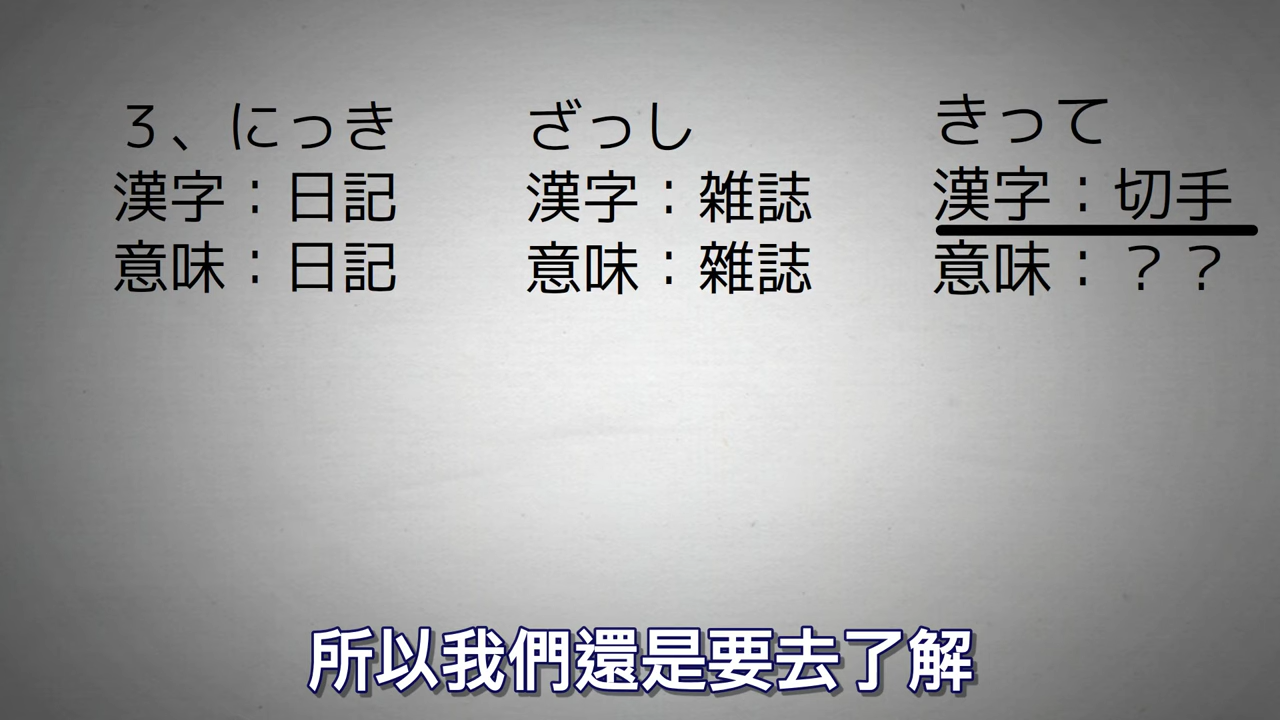 ３、にっき
漢字：日記
意味：日記
ざっし
漢字：雑誌
意味：雜誌
きって
漢字：切手
意味：？？
所以我們還是要去了解